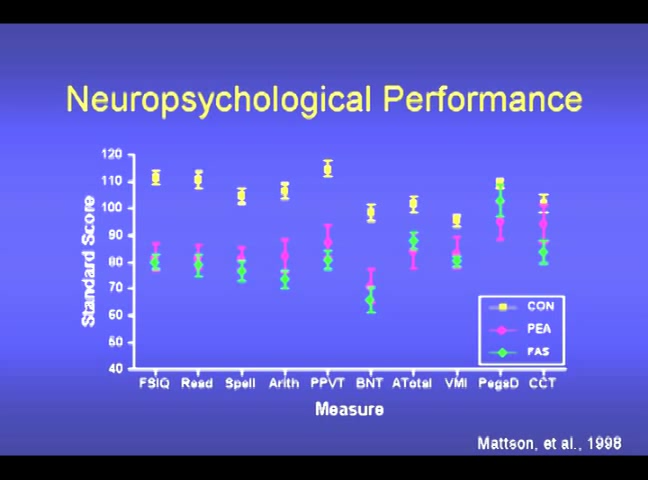 Neuropsychological Performance
Standard Score
120
110
100
90
80
70
60
50
40
FSIQ Read Spell Arith PPVT BNT ATotal VMI PegsD CCT
Measure
CON
PEA
FAS
Mattson, et al., 1998